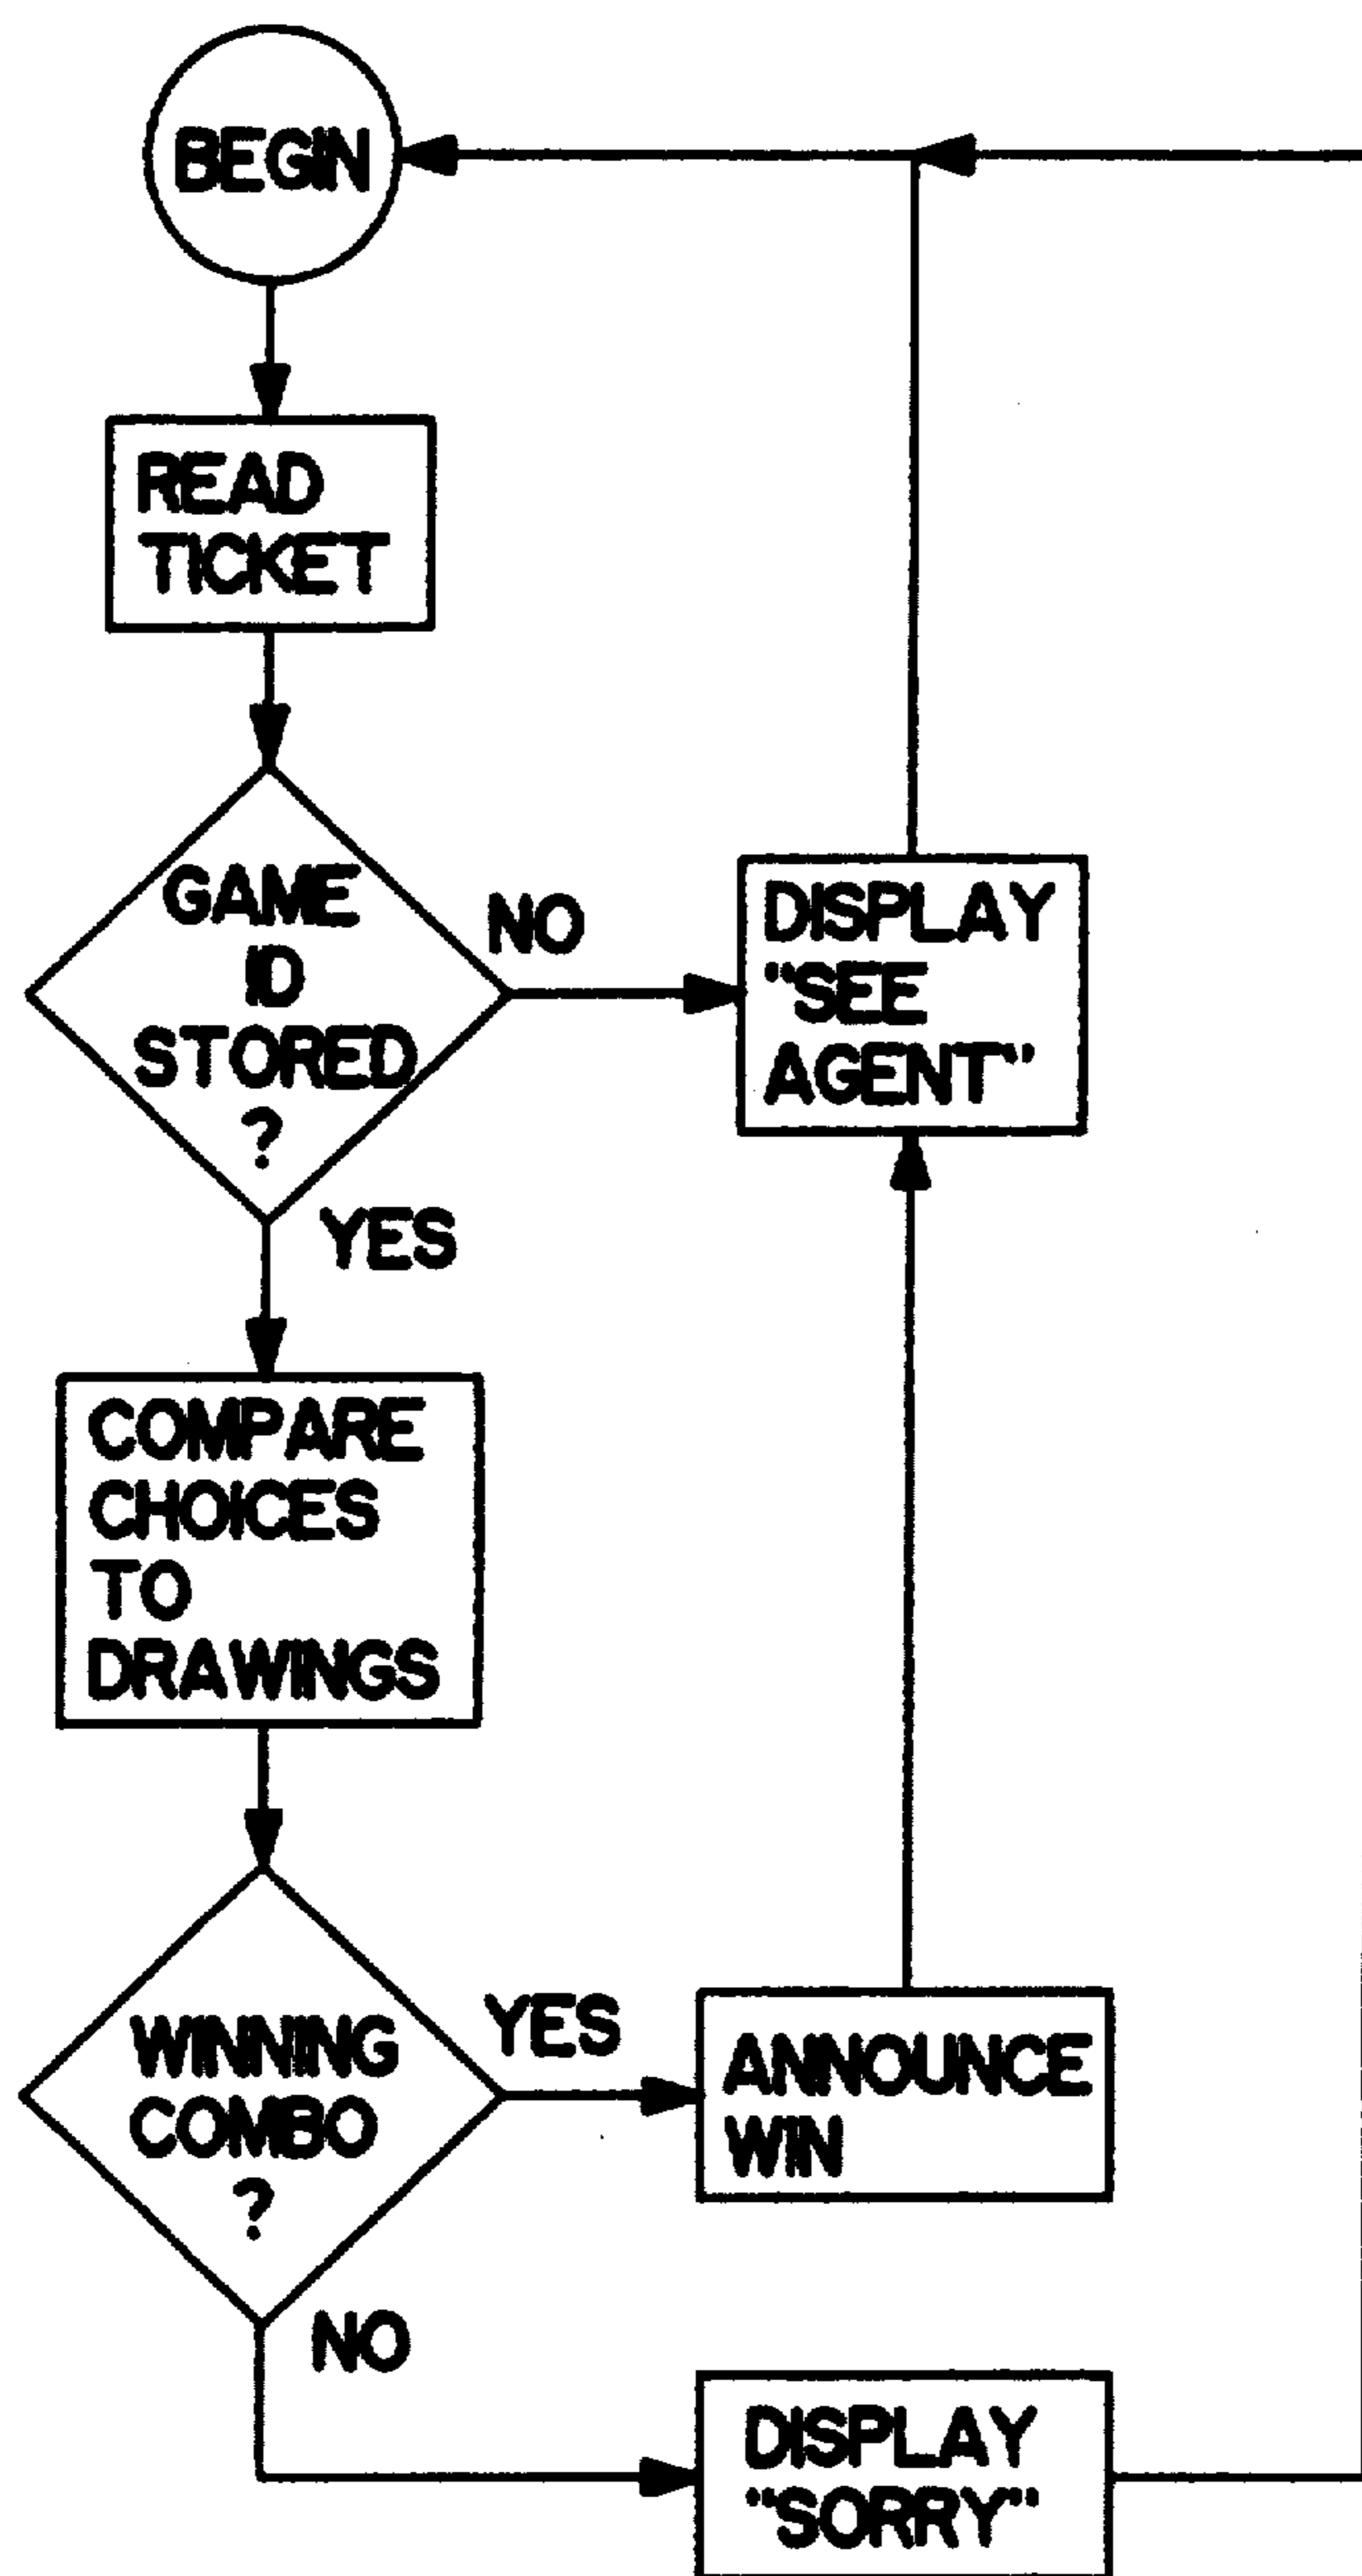 BEGIN
READ
TICKET
GAME
ID
STORED
?
NO
DISPLAY
"SEE
AGENT"
YES
COMPARE
CHOICES
TO
DRAWINGS
WINNING
COMBO
?
YES
ANNOUNCE
WIN
NO
DISPLAY
"SORRY"